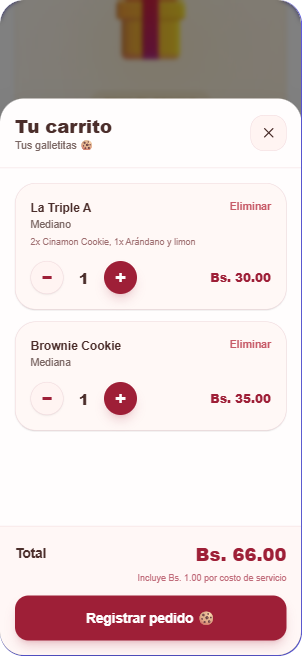 Tu carrito
Tus galletitas 🍪
La Triple A
Eliminar
Mediano
2x Cinamon Cookie, 1x Arándano y limon
− 1 + Bs. 30.00
Brownie Cookie
Eliminar
Mediana
− 1 + Bs. 35.00
Total Bs. 66.00
Incluye Bs. 1.00 por costo de servicio
Registrar pedido 🍪